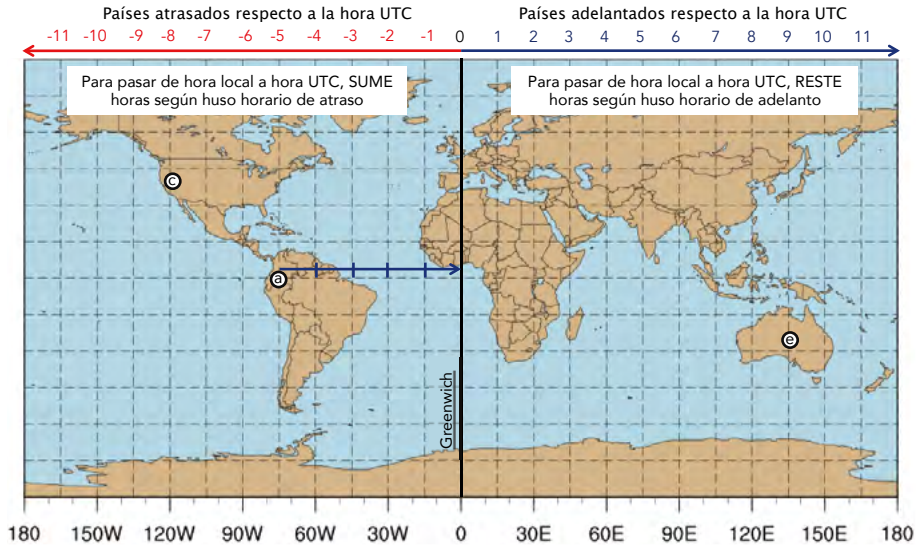 Países atrasados respecto a la hora UTC
Países adelantados respecto a la hora UTC
-11 -10 -9 -8 -7 -6 -5 -4 -3 -2 -1 0 1 2 3 4 5 6 7 8 9 10 11
Para pasar de hora local a hora UTC, SUME
horas según huso horario de atraso
Para pasar de hora local a hora UTC, RESTE
horas según huso horario de adelanto
c
a
e
Greenwich
180 150W 120W 90W 60W 30W 0 30E 60E 90E 120E 150E 180